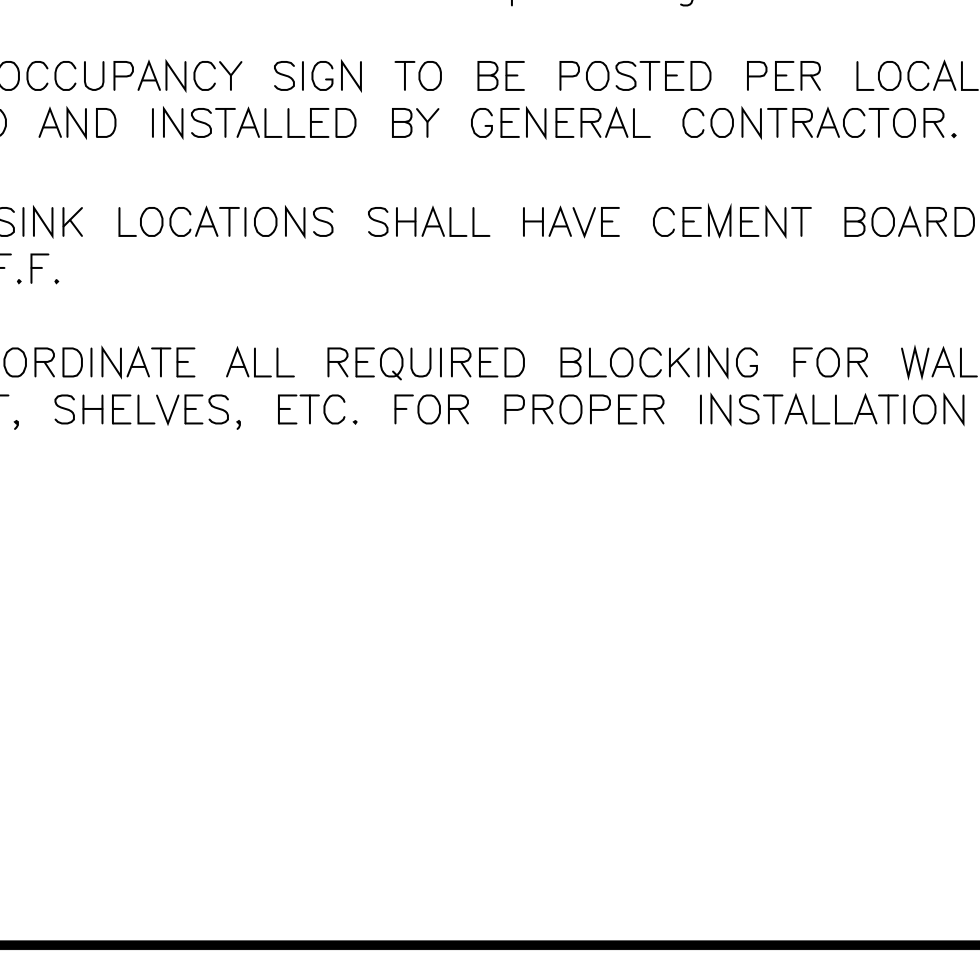 OCCUPANCY SIGN TO BE POSTED PER LOCAL
AND INSTALLED BY GENERAL CONTRACTOR.
SINK LOCATIONS SHALL HAVE CEMENT BOARD
F.F.
ORDINATE ALL REQUIRED BLOCKING FOR WAL
T, SHELVES, ETC. FOR PROPER INSTALLATION